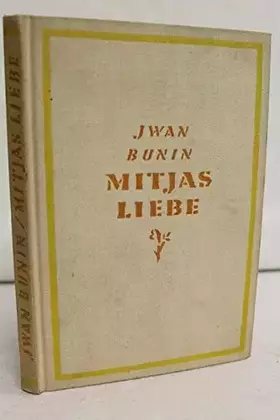 JWAN
BUNIN
MITJAS
LIEBE
JWAN BUNIN / MITJAS LIEBE